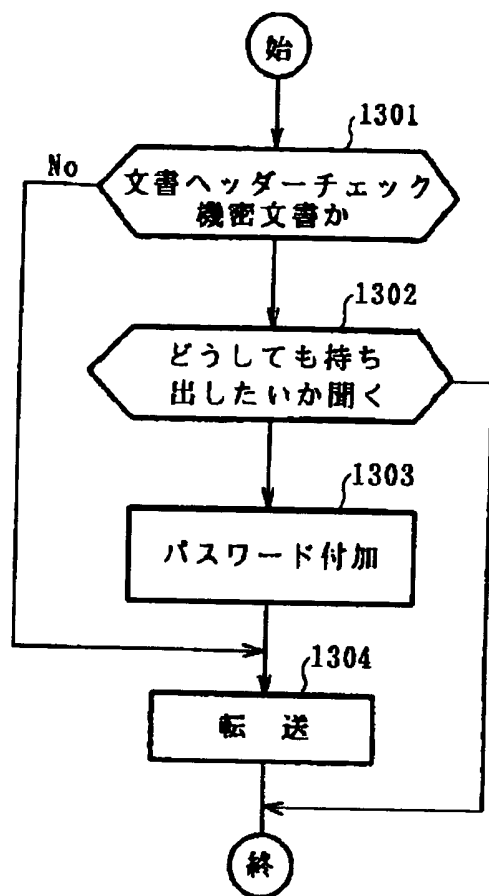 始
1301
No
文書ヘッダーチェック
機密文書か
1302
どうしても持ち
出したいか聞く
1303
パスワード付加
1304
転 送
終